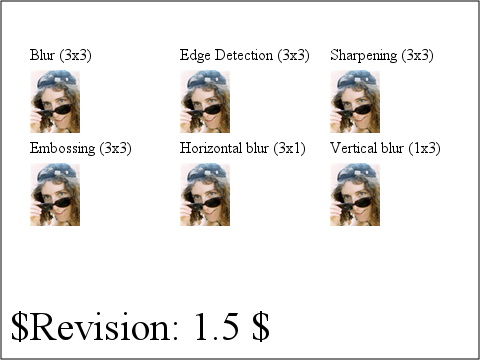 Blur (3x3) Edge Detection (3x3) Sharpening (3x3)
Embossing (3x3) Horizontal blur (3x1) Vertical blur (1x3)
$Revision: 1.5 $